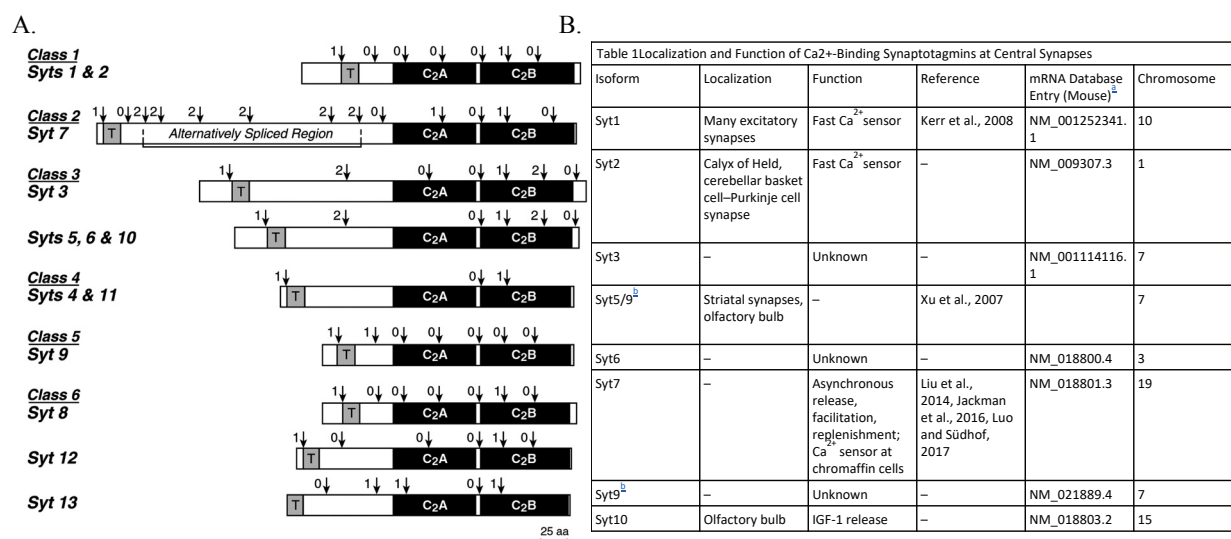 A.
Class 1
Syts 1 & 2
1 0 0 0 0 1 0
T C2A C2B
Class 2
Syt 7
1 0 2 2 2 2 2 2 0 1 0 1 0
T Alternatively Spliced Region C2A C2B
Class 3
Syt 3
1 2 0 0 1 2 0
T C2A C2B
Syts 5, 6 & 10
1 2 0 1 2 0
T C2A C2B
Class 4
Syts 4 & 11
1 0 1
T C2A C2B
Class 5
Syt 9
1 1 0 0 0 0 0
T C2A C2B
Class 6
Syt 8
1 0 0 0 0 1 0
T C2A C2B
Syt 12
1 0 0 0 1 0
T C2A C2B
Syt 13
0 1 1 0 1
T C2A C2B
25 aa
B.
Table 1Localization and Function of Ca2+-Binding Synaptotagmins at Central Synapses
Isoform Localization Function Reference mRNA Database Chromosome
Entry (Mouse)a
Syt1 Many excitatory Fast Ca2+ sensor Kerr et al., 2008 NM_001252341. 10
synapses 1
Syt2 Calyx of Held, Fast Ca2+ sensor – NM_009307.3 1
cerebellar basket
cell–Purkinje cell
synapse
Syt3 – Unknown – NM_001114116. 7
1
Syt5/9b Striatal synapses, – Xu et al., 2007 7
olfactory bulb
Syt6 – Unknown – NM_018800.4 3
Syt7 – Asynchronous Liu et al., NM_018801.3 19
release, 2014, Jackman
facilitation, et al., 2016, Luo
replenishment; and Südhof,
Ca2+ sensor at 2017
chromaffin cells
Syt9b – Unknown – NM_021889.4 7
Syt10 Olfactory bulb IGF-1 release – NM_018803.2 15